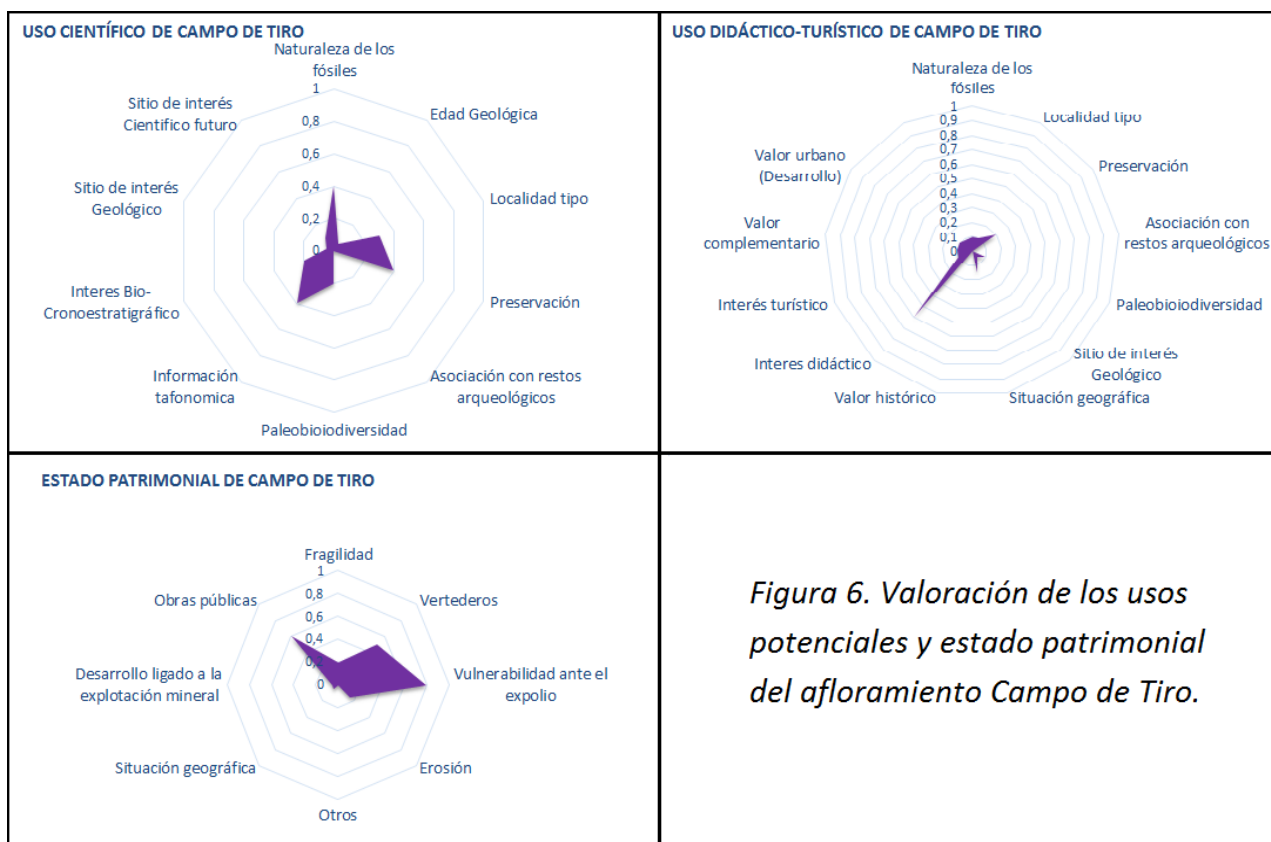 USO CIENTÍFICO DE CAMPO DE TIRO
Naturaleza de los
fósiles
1
0,8
0,6
0,4
0,2
0
Edad Geológica
Localidad tipo
Preservación
Asociación con restos
arqueológicos
Paleobioiodiversidad
Información
tafonomica
Interes Bio-
Cronoestratigráfico
Sitio de interés
Geológico
Sitio de interés
Cientifico futuro
USO DIDÁCTICO-TURÍSTICO DE CAMPO DE TIRO
Naturaleza de los
fósiles
1
0,9
0,8
0,7
0,6
0,5
0,4
0,3
0,2
0,1
0
Localidad tipo
Preservación
Asociación con
restos arqueológicos
Paleobioiodiversidad
Sitio de interés
Geológico
Situación geográfica
Valor histórico
Interes didáctico
Interés turístico
Valor
complementario
Valor urbano
(Desarrollo)
ESTADO PATRIMONIAL DE CAMPO DE TIRO
Fragilidad
1
0,8
0,6
0,4
0,2
0
Vertederos
Vulnerabilidad ante el
expolio
Erosión
Otros
Situación geográfica
Desarrollo ligado a la
explotación mineral
Obras públicas
Figura 6. Valoración de los usos
potenciales y estado patrimonial
del afloramiento Campo de Tiro.